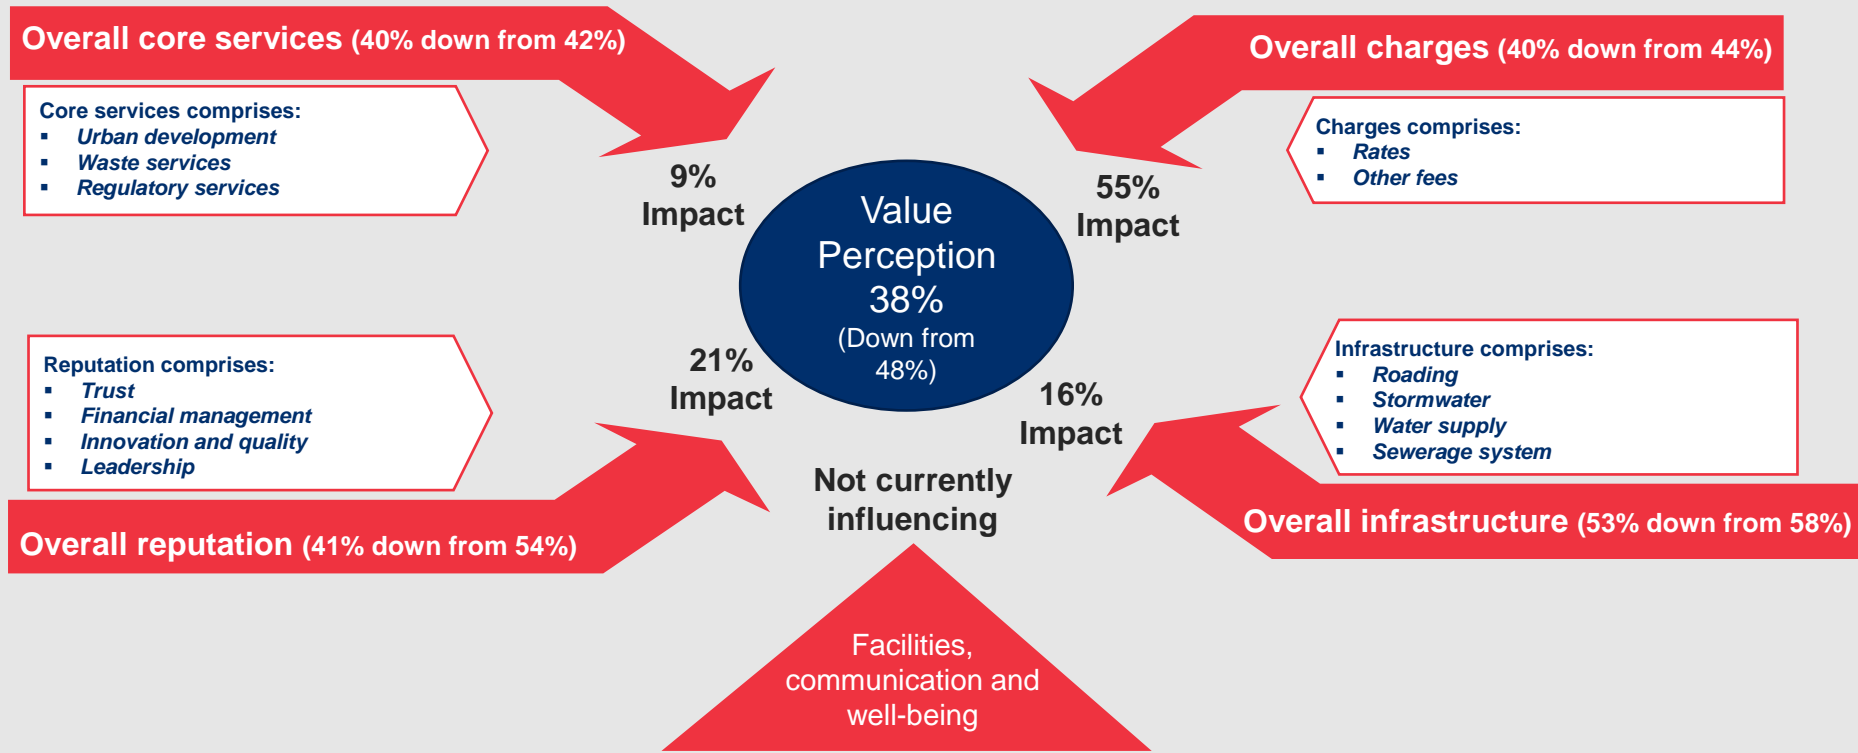 Overall core services (40% down from 42%)
Core services comprises:
▪ Urban development
▪ Waste services
▪ Regulatory services
9%
Impact
Overall charges (40% down from 44%)
Charges comprises:
▪ Rates
▪ Other fees
55%
Impact
Value
Perception
38%
(Down from
48%)
Reputation comprises:
▪ Trust
▪ Financial management
▪ Innovation and quality
▪ Leadership
21%
Impact
Overall reputation (41% down from 54%)
16%
Impact
Infrastructure comprises:
▪ Roading
▪ Stormwater
▪ Water supply
▪ Sewerage system
Overall infrastructure (53% down from 58%)
Not currently
influencing
Facilities,
communication and
well-being